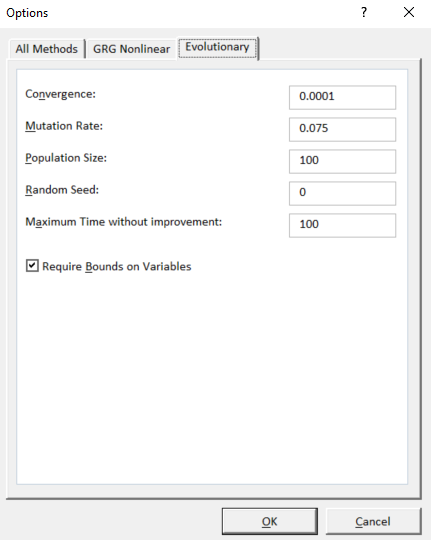 Options ? ×
All Methods GRG Nonlinear Evolutionary
Convergence: 0.0001
Mutation Rate: 0.075
Population Size: 100
Random Seed: 0
Maximum Time without improvement: 100
Require Bounds on Variables
OK Cancel